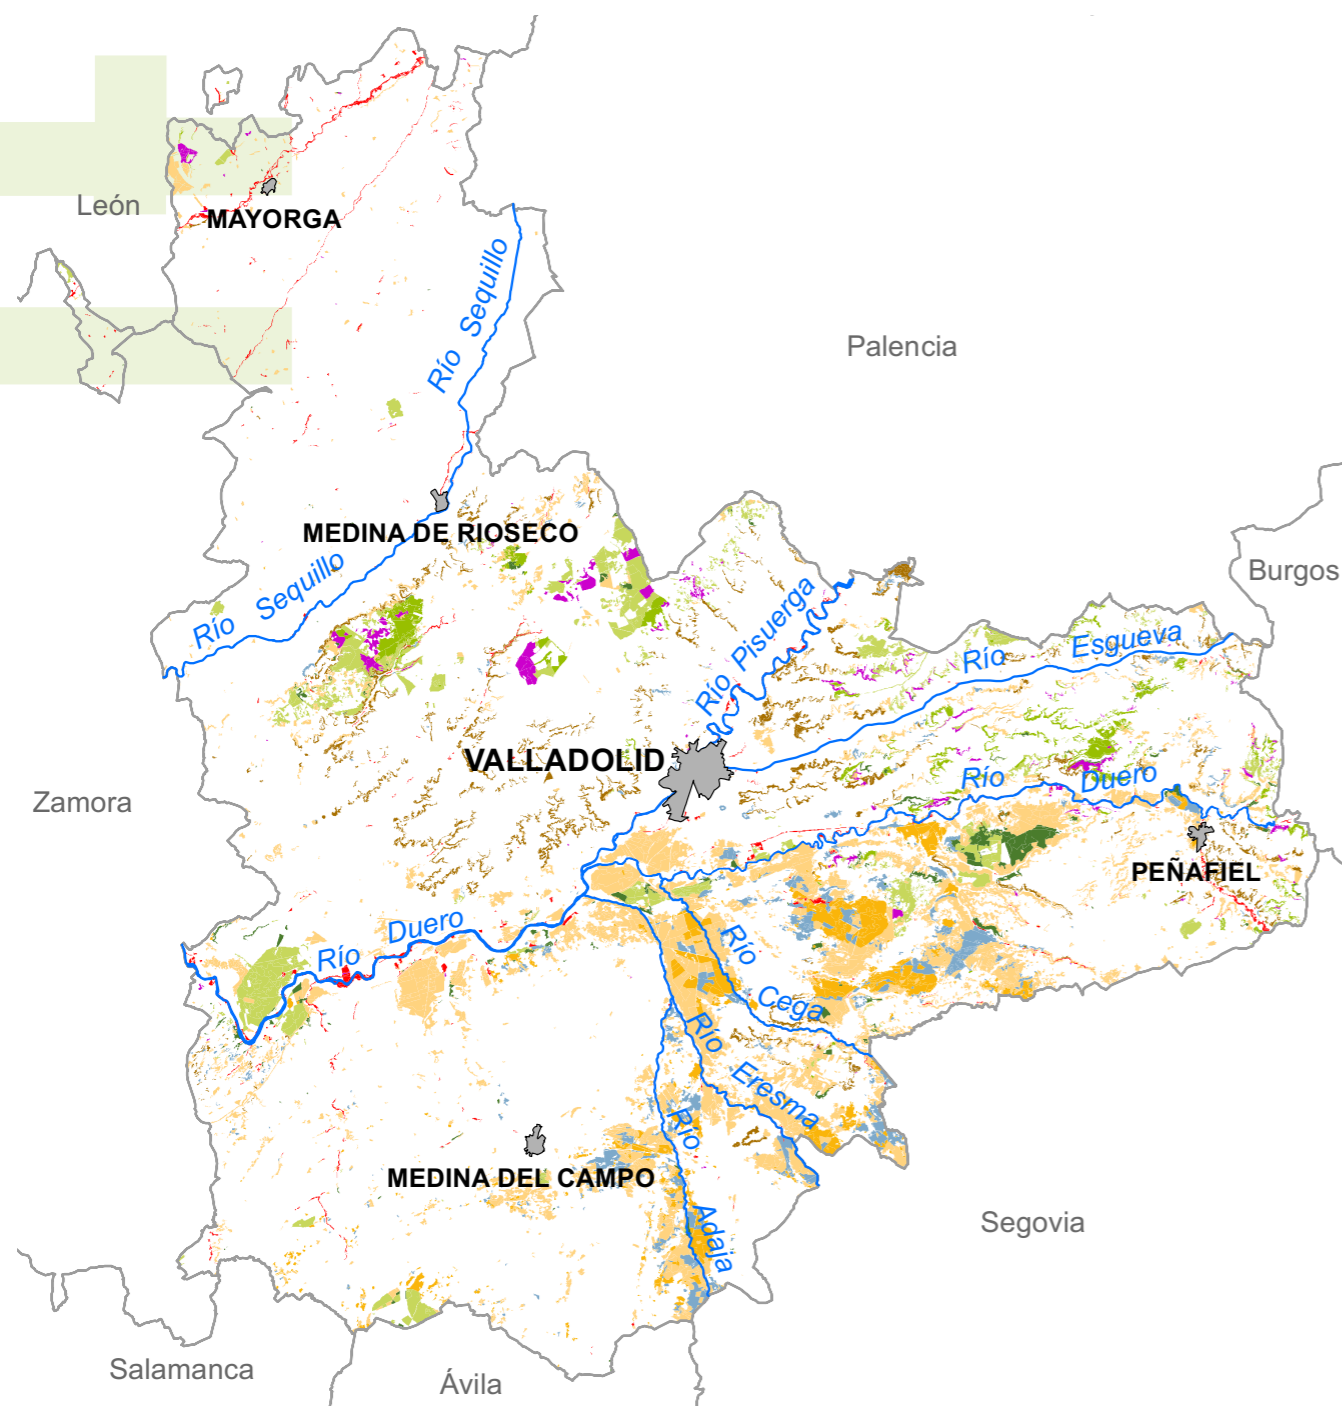 León
MAYORGA
Río Sequillo
Palencia
MEDINA DE RIOSECO
Río Sequillo
Burgos
Río Pisuerga
Río Esgueva
VALLADOLID
Zamora
Río Duero
PEÑAFIEL
Río Duero
Río Cega
Río Eresma
Río Adaja
MEDINA DEL CAMPO
Segovia
Salamanca
Ávila